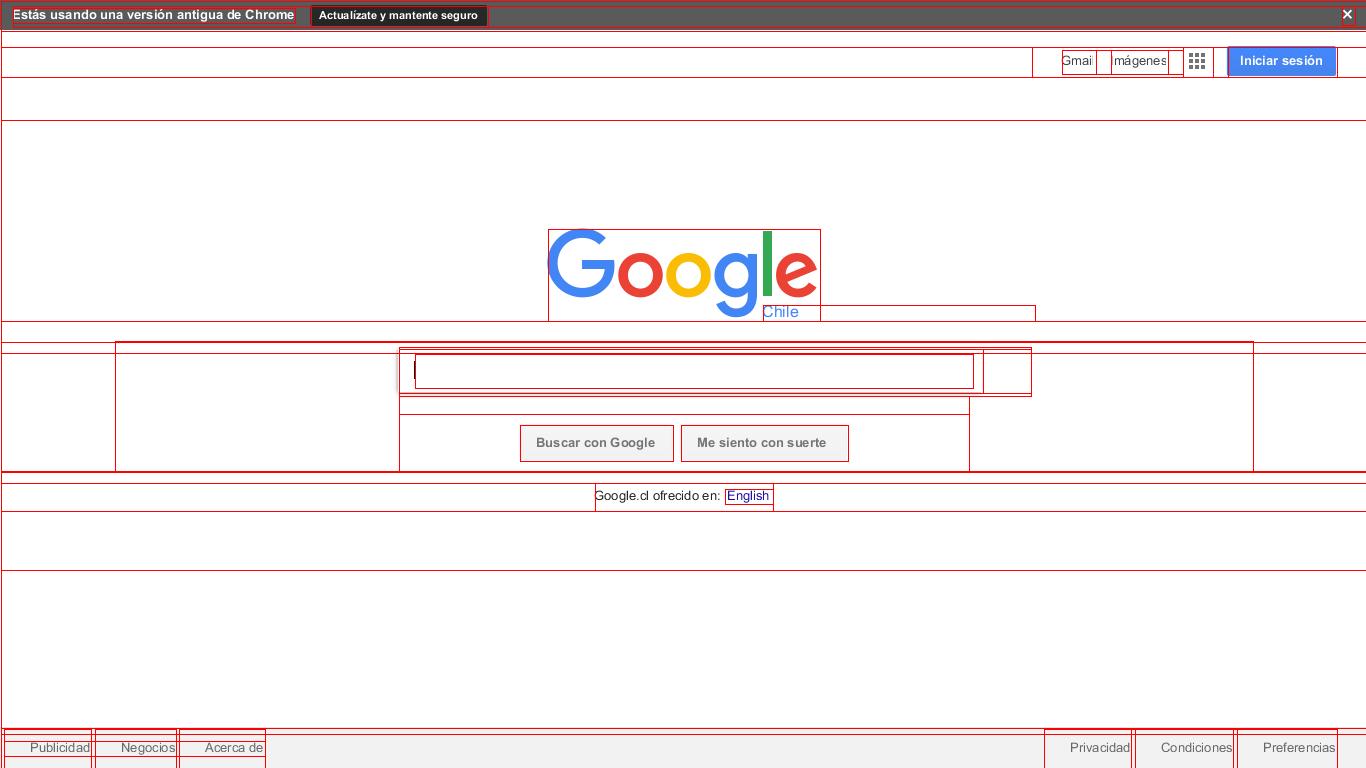 Estás usando una versión antigua de Chrome Actualízate y mantente seguro ×
Gmail Imágenes Iniciar sesión
Google
Chile
Buscar con Google Me siento con suerte
Google.cl ofrecido en: English
Publicidad Negocios Acerca de Privacidad Condiciones Preferencias